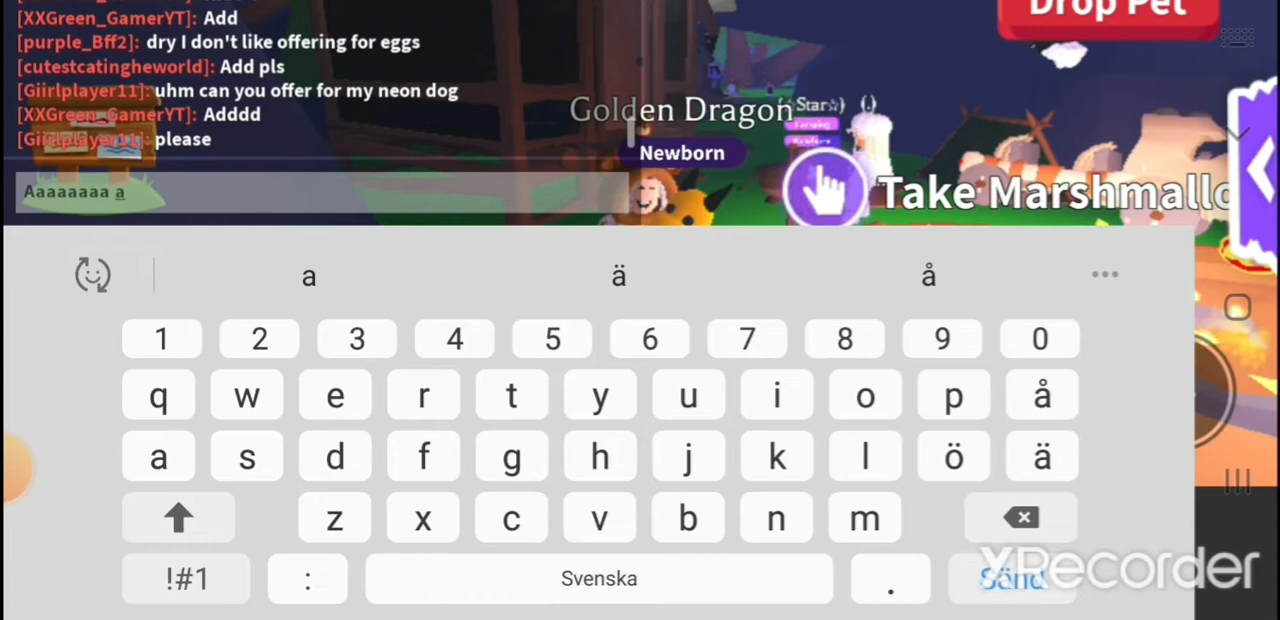 [XXGreen_GamerYT]: Add
[purple_Bff2]: dry I don't like offering for eggs
[cutestcatingheworld]: Add pls
[Giirlplayer11]: uhm can you offer for my neon dog
[XXGreen_GamerYT]: Adddd
[Giirlplayer11]: please
Aaaaaaaa a
Drop Pet
Golden Dragon
Star☆)
Newborn
Take Marshmallo
a ä å
1 2 3 4 5 6 7 8 9 0
q w e r t y u i o p å
a s d f g h j k l ö ä
z x c v b n m
!#1 : Svenska . Sänd
XRecorder